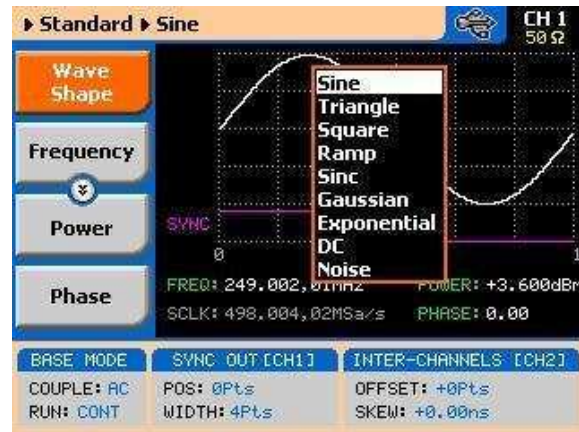 ▸ Standard ▸ Sine
CH 1
50 Ω
Wave Shape
Frequency
Power
Phase
Sine
Triangle
Square
Ramp
Sinc
Gaussian
Exponential
DC
Noise
SYNC
0
1
FREQ: 249.002,01MHz POWER: +3.600dBm
SCLK: 498.004,02MSa/s PHASE: 0.00
BASE MODE
COUPLE: AC
RUN: CONT
SYNC OUT [CH1]
POS: 0Pts
WIDTH: 4Pts
INTER-CHANNELS [CH2]
OFFSET: +0Pts
SKEW: +0.00ns